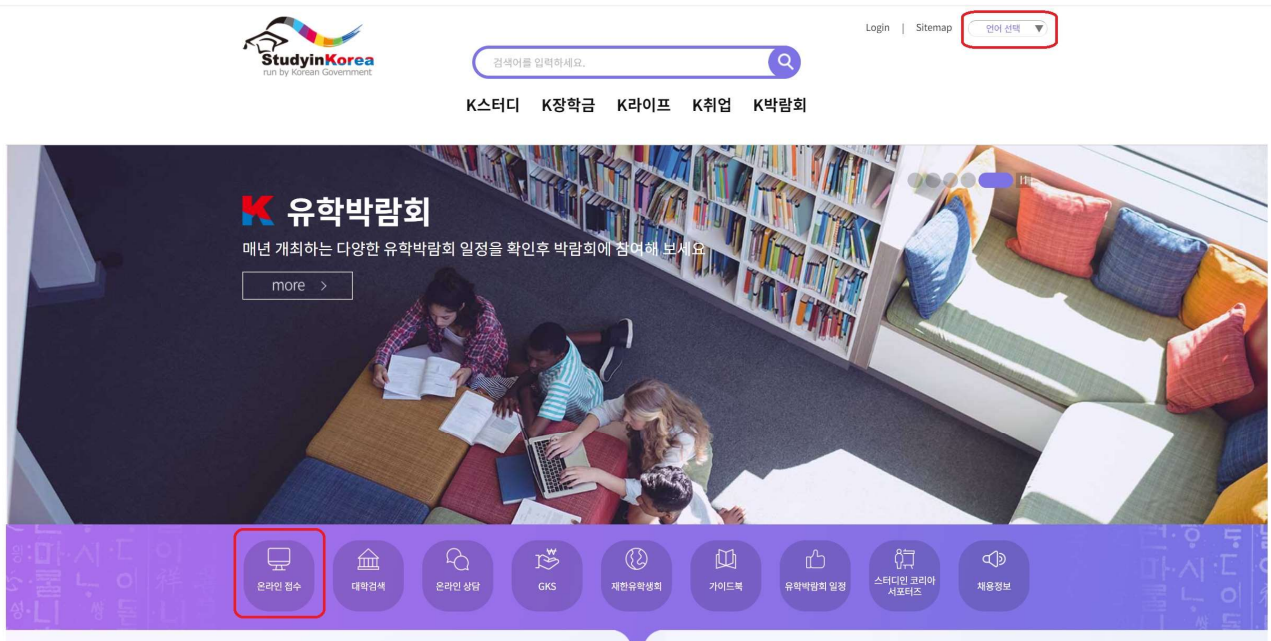 StudyinKorea
run by Korean Government
Login | Sitemap
언어 선택 ▼
검색어를 입력하세요.
K스터디 K장학금 K라이프 K취업 K박람회
K 유학박람회
매년 개최하는 다양한 유학박람회 일정을 확인후 박람회에 참여해 보세요
more >
온라인 접수
대학검색
온라인 상담
GKS
재한유학생회
가이드북
유학박람회 일정
스터디인 코리아
서포터즈
채용정보